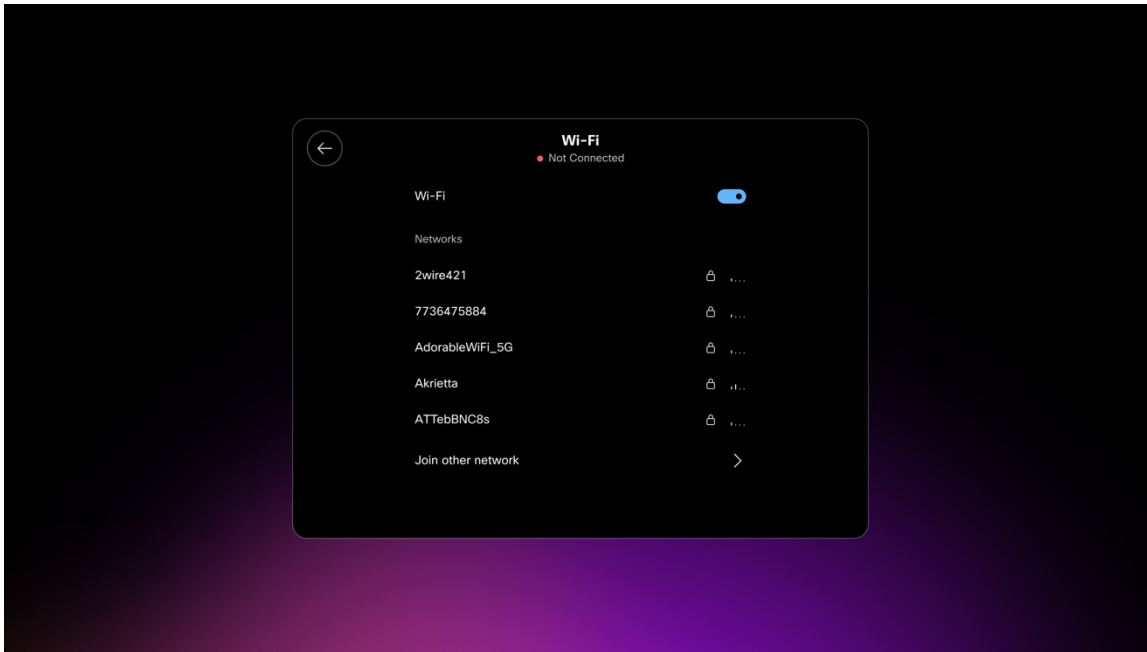 Wi-Fi
Not Connected
Wi-Fi
Networks
2wire421
7736475884
AdorableWiFi_5G
Akrietta
ATTebBNC8s
Join other network